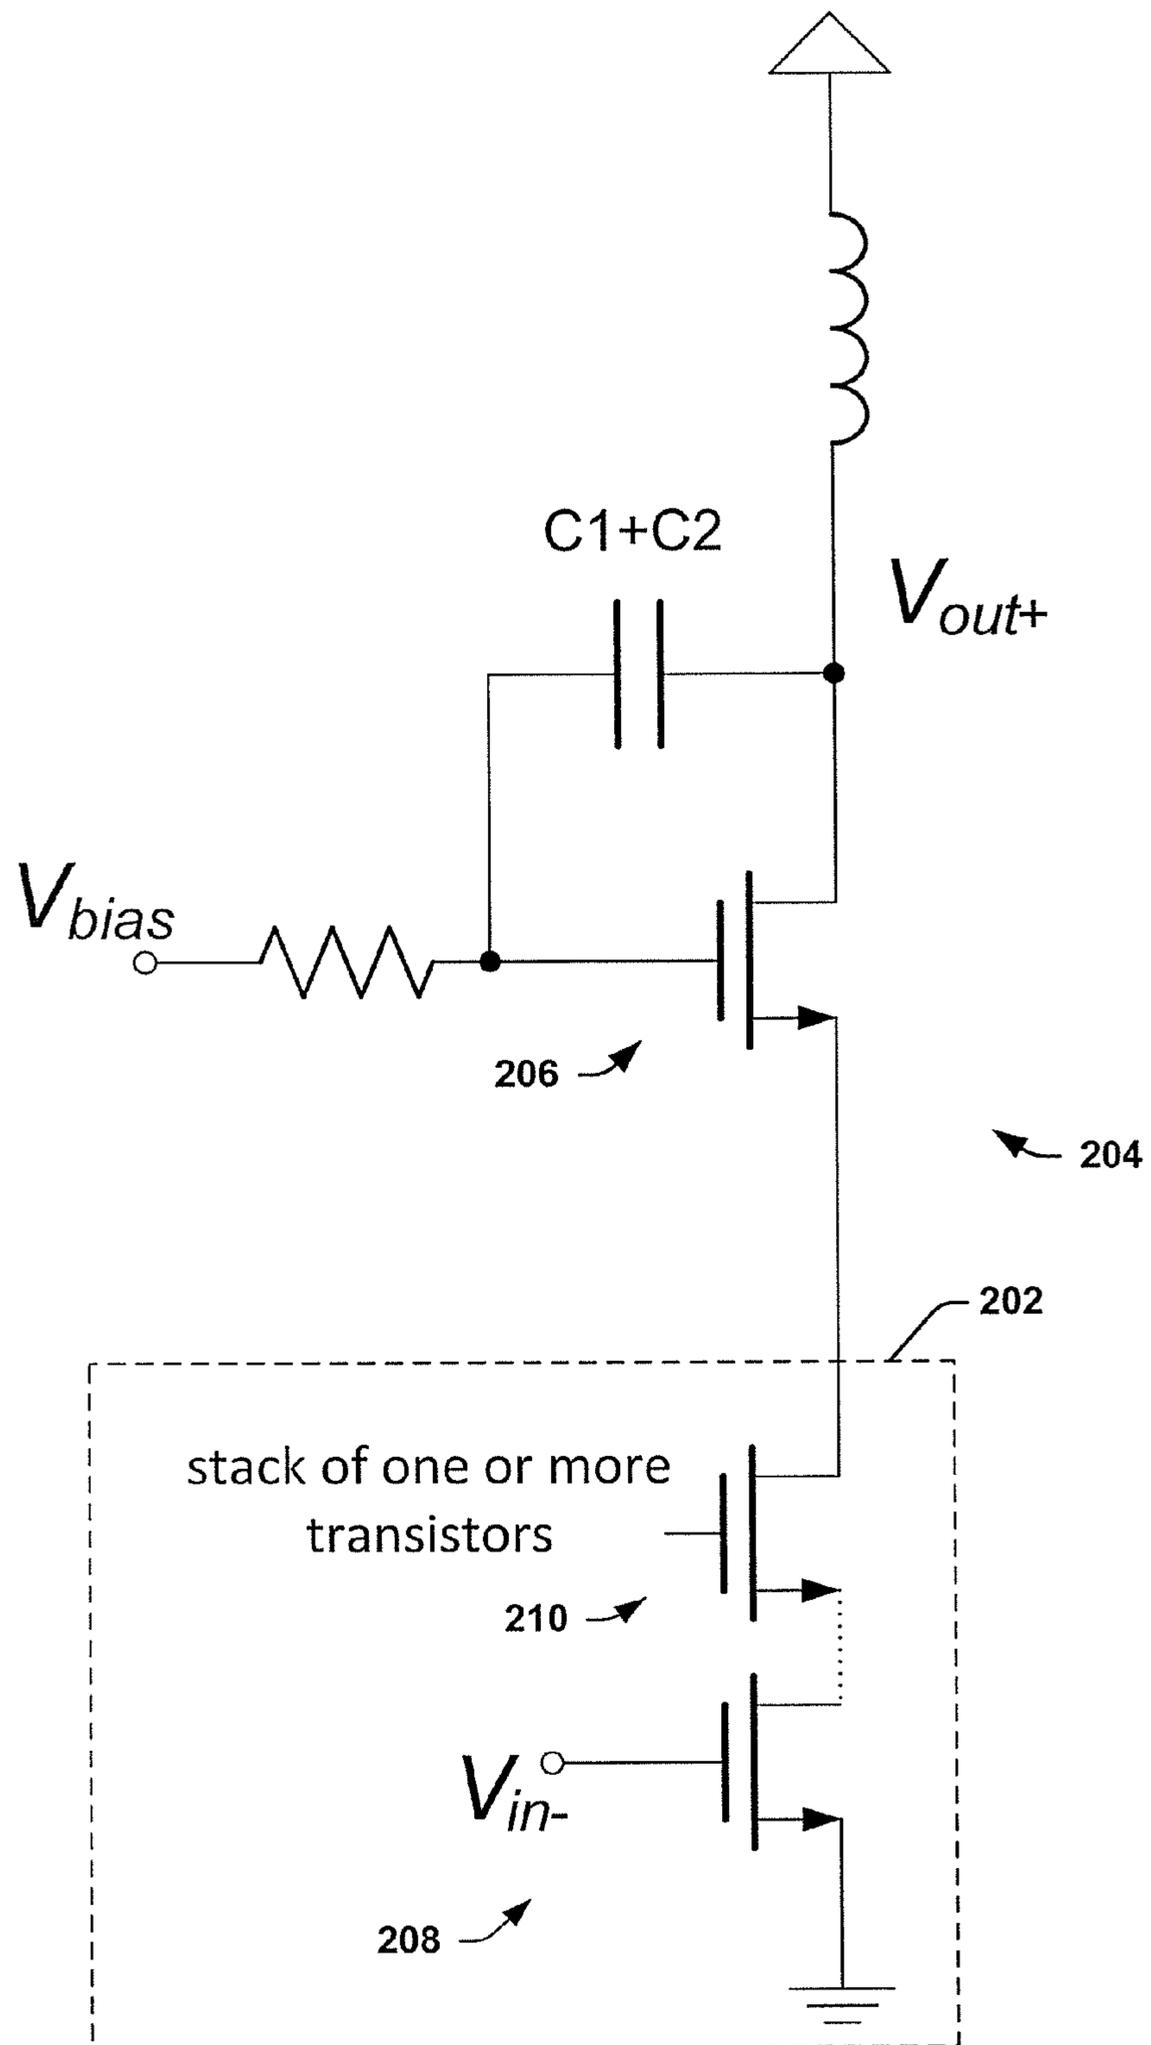 C1+C2
Vout+
Vbias
206
204
202
stack of one or more
transistors
210
Vin-
208